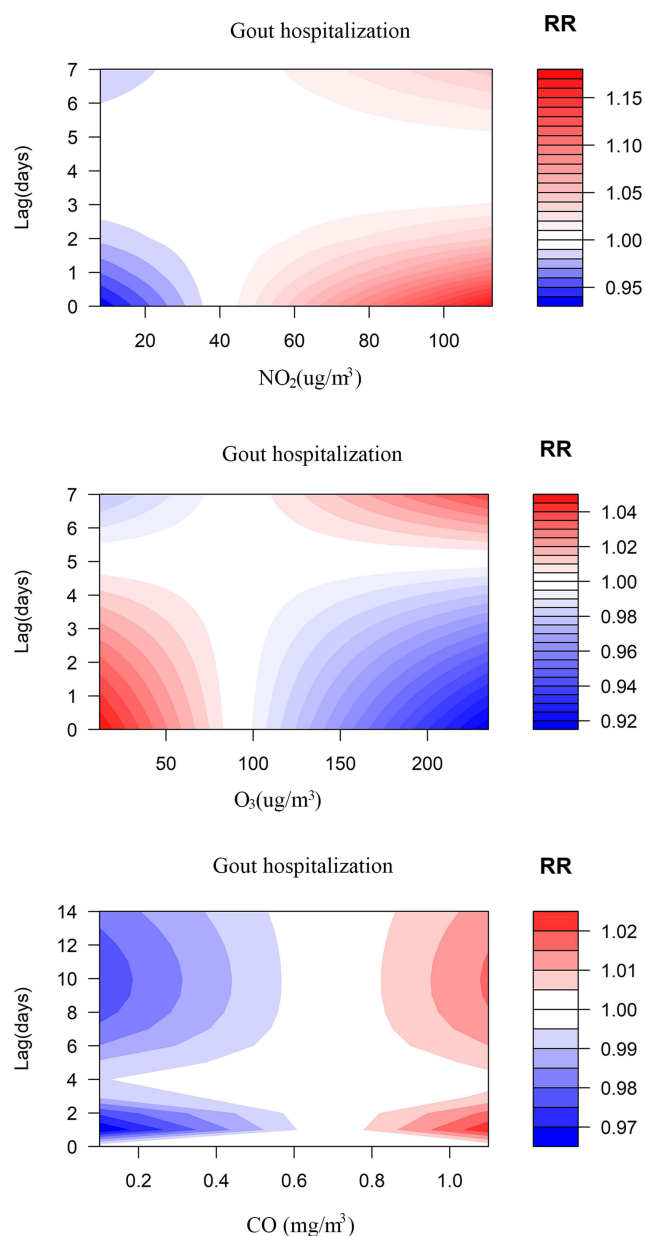 Gout hospitalization
RR
7
6
5
4
3
2
1
0
Lag(days)
20 40 60 80 100
NO₂(ug/m³)
1.15
1.10
1.05
1.00
0.95
Gout hospitalization
RR
7
6
5
4
3
2
1
0
Lag(days)
50 100 150 200
O₃(ug/m³)
1.04
1.02
1.00
0.98
0.96
0.94
0.92
Gout hospitalization
RR
14
12
10
8
6
4
2
0
Lag(days)
0.2 0.4 0.6 0.8 1.0
CO (mg/m³)
1.02
1.01
1.00
0.99
0.98
0.97